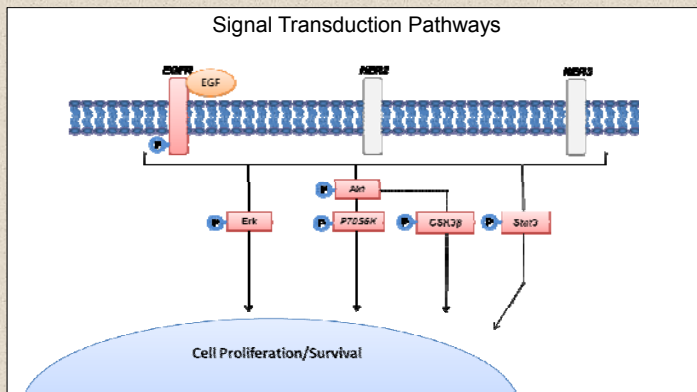 Signal Transduction Pathways
EGFR
EGF
HER2
HER3
P
P
Akt
P
Erk
P
P70S6K
P
GSK3β
P
Stat3
Cell Proliferation/Survival